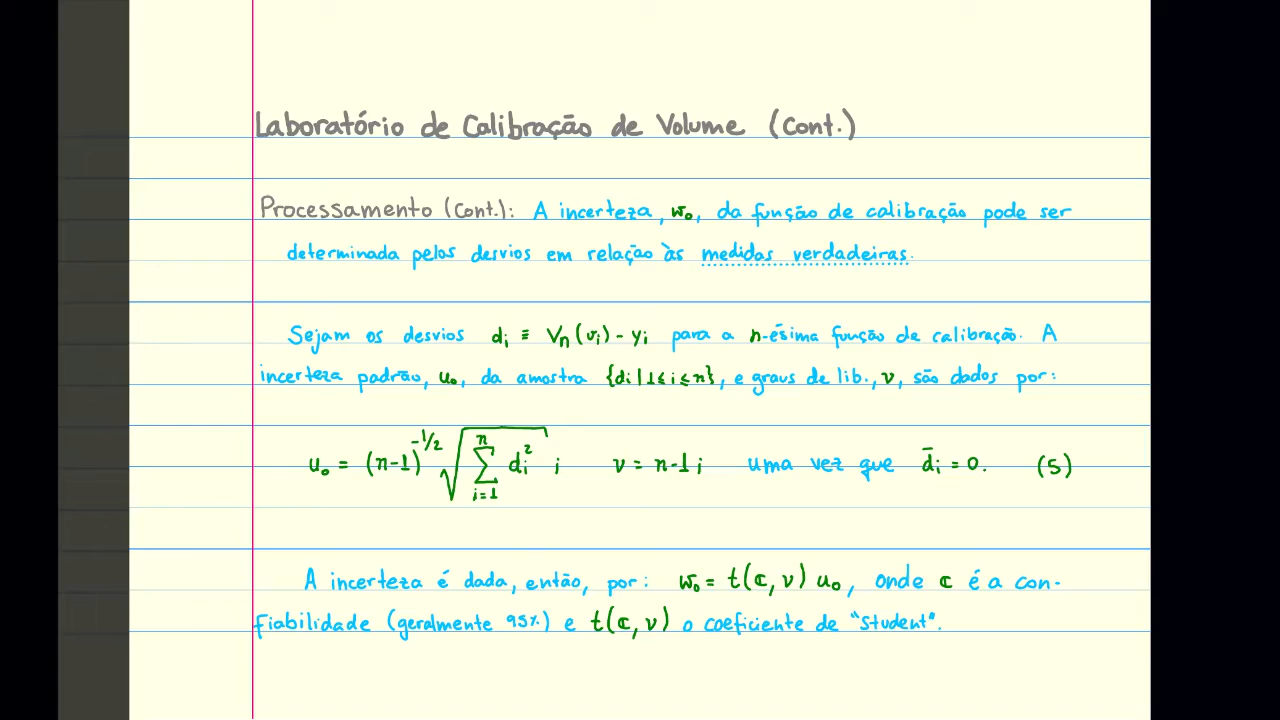 Laboratório de Calibração de Volume (Cont.)
Processamento (Cont.): A incerteza, w₀, da função de calibração pode ser
determinada pelos desvios em relação às medidas verdadeiras.
Sejam os desvios dᵢ ≡ Vₙ(vᵢ) - yᵢ para a n-ésima função de calibração. A
incerteza padrão, u₀, da amostra {dᵢ | 1 ≤ i ≤ n}, e graus de lib., ν, são dados por:
u₀ = (n-1)^(-1/2) √(∑_{i=1}^{n} dᵢ²) ; ν = n-1 ; uma vez que d̄ᵢ = 0. (5)
A incerteza é dada, então, por: w₀ = t(ℂ, ν) u₀, onde ℂ é a con-
fiabilidade (geralmente 95%) e t(ℂ, ν) o coeficiente de "Student".